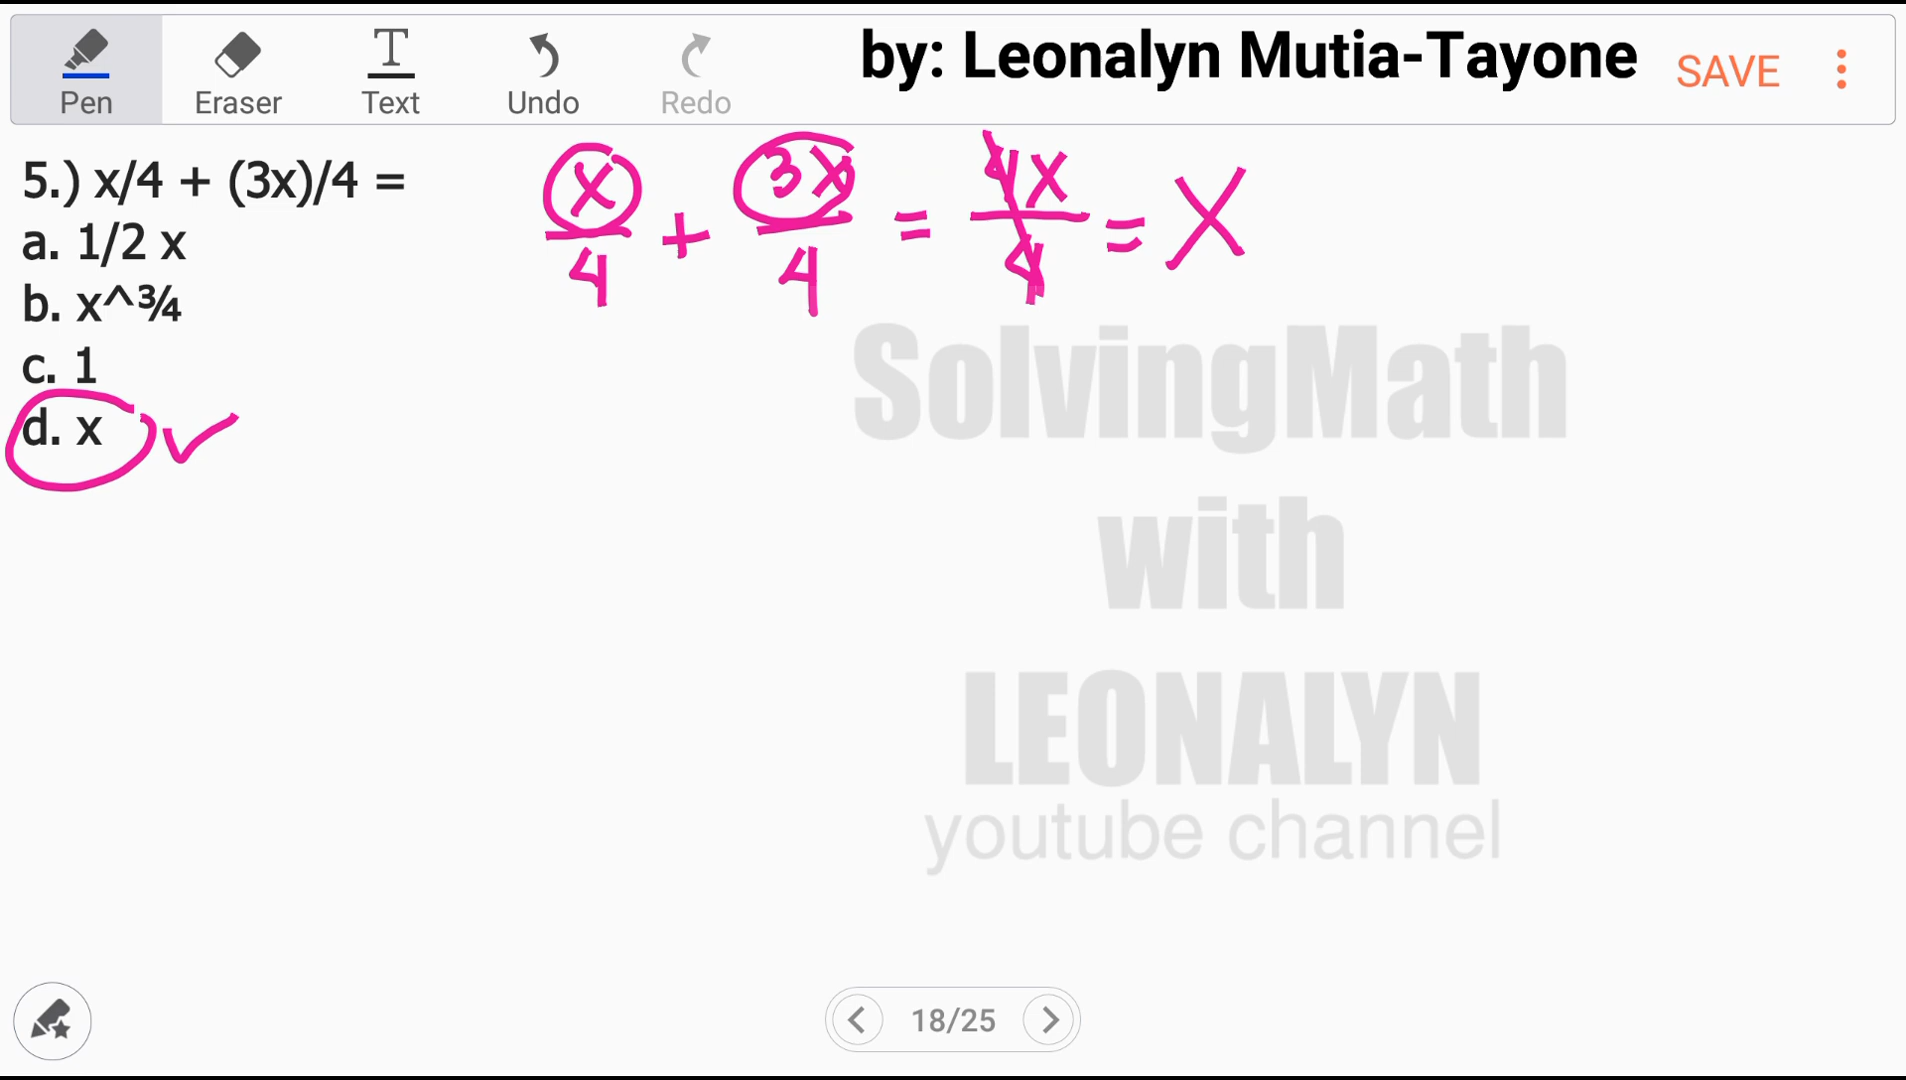 Pen Eraser Text Undo Redo by: Leonalyn Mutia-Tayone SAVE
5.) x/4 + (3x)/4 =
x/4 + 3x/4 = 4x/4 = x
a. 1/2 x
b. x^¾
c. 1
d. x
SolvingMath
with
LEONALYN
youtube channel
18/25